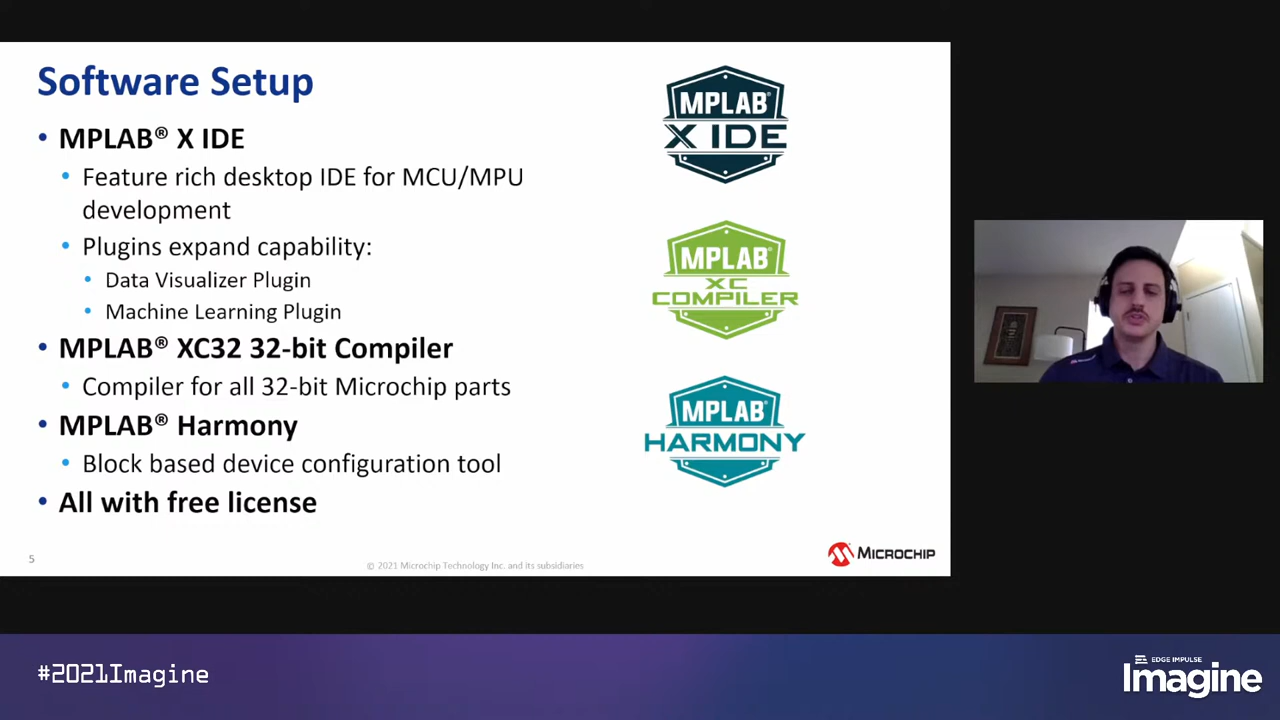 Software Setup
• MPLAB® X IDE
• Feature rich desktop IDE for MCU/MPU
development
• Plugins expand capability:
• Data Visualizer Plugin
• Machine Learning Plugin
• MPLAB® XC32 32-bit Compiler
• Compiler for all 32-bit Microchip parts
• MPLAB® Harmony
• Block based device configuration tool
• All with free license
MPLAB®
X IDE
MPLAB®
XC
COMPILER
MPLAB®
HARMONY
5
© 2021 Microchip Technology Inc. and its subsidiaries
MICROCHIP
#2021Imagine
EDGE IMPULSE
Imagine